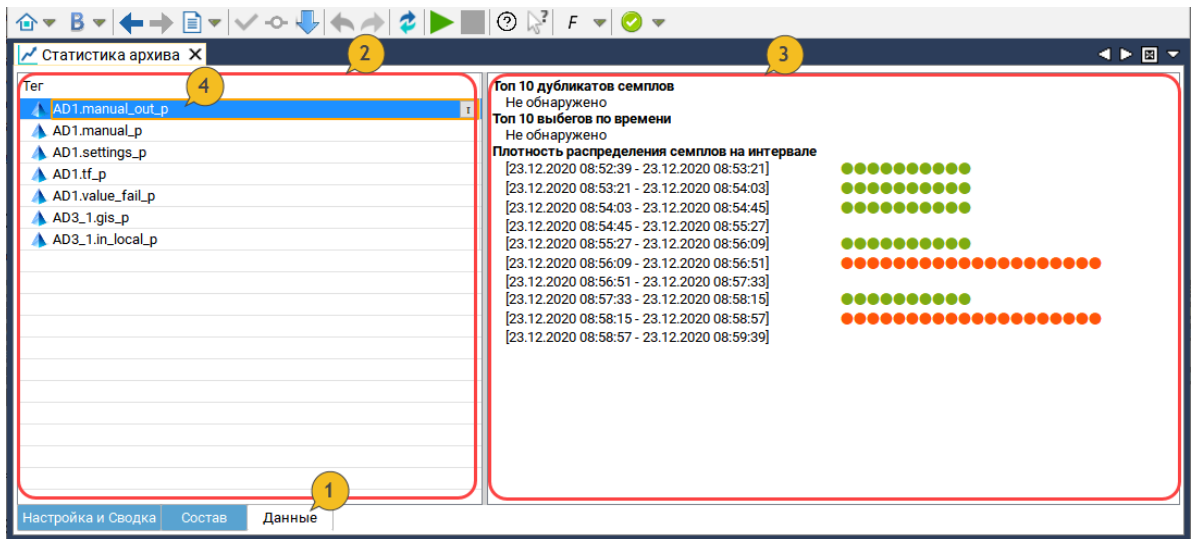 B F
Статистика архива
2
3
Тег
4
AD1.manual_out_p
AD1.manual_p
AD1.settings_p
AD1.tf_p
AD1.value_fail_p
AD3_1.gis_p
AD3_1.in_local_p
Топ 10 дубликатов семплов
Не обнаружено
Топ 10 выбегов по времени
Не обнаружено
Плотность распределения семплов на интервале
[23.12.2020 08:52:39 - 23.12.2020 08:53:21]
[23.12.2020 08:53:21 - 23.12.2020 08:54:03]
[23.12.2020 08:54:03 - 23.12.2020 08:54:45]
[23.12.2020 08:54:45 - 23.12.2020 08:55:27]
[23.12.2020 08:55:27 - 23.12.2020 08:56:09]
[23.12.2020 08:56:09 - 23.12.2020 08:56:51]
[23.12.2020 08:56:51 - 23.12.2020 08:57:33]
[23.12.2020 08:57:33 - 23.12.2020 08:58:15]
[23.12.2020 08:58:15 - 23.12.2020 08:58:57]
[23.12.2020 08:58:57 - 23.12.2020 08:59:39]
1
Настройка и Сводка Состав Данные